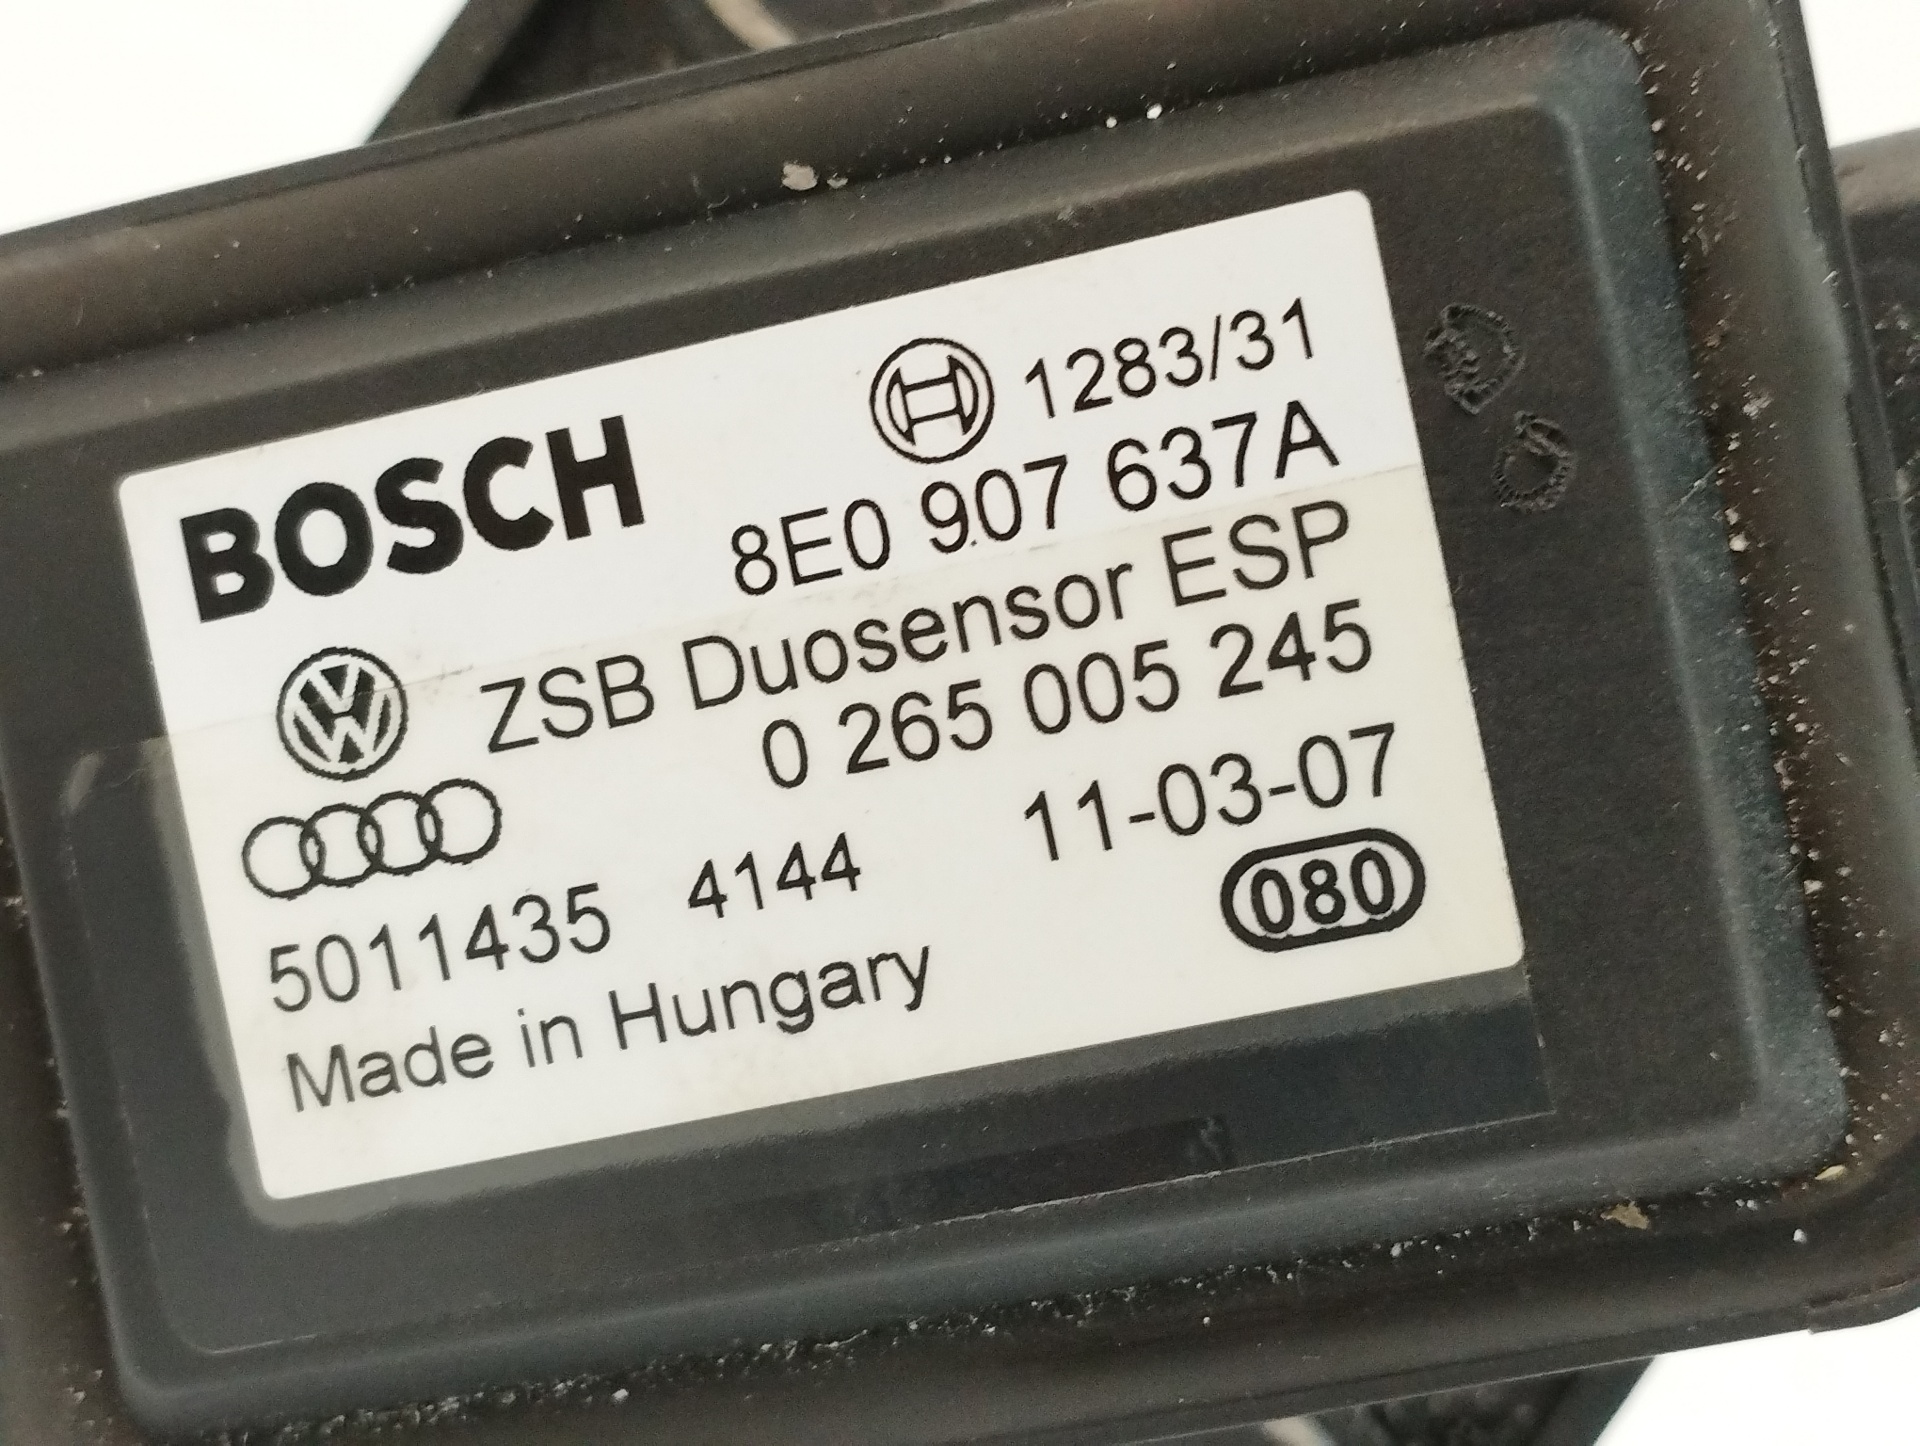 BOSCH
1283/31
8E0 907 637A
ZSB Duosensor ESP
0 265 005 245
11-03-07
5011435 4144
080
Made in Hungary